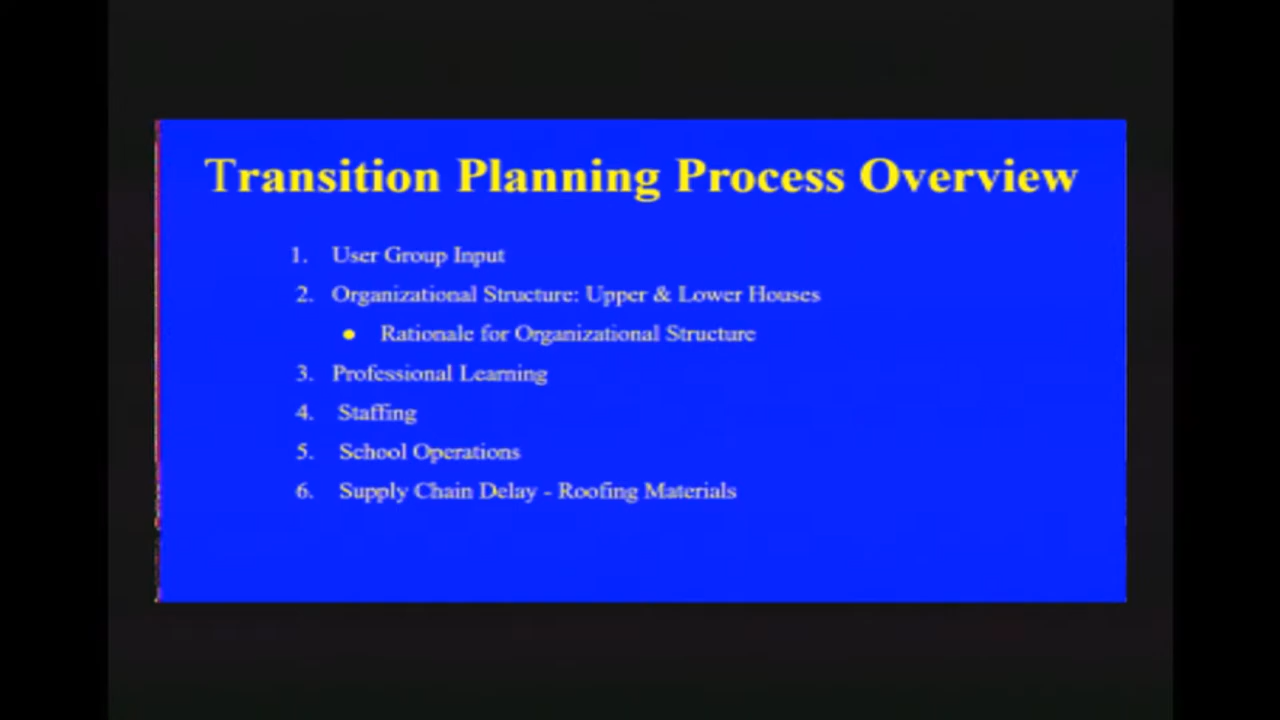 Transition Planning Process Overview
1. User Group Input
2. Organizational Structure: Upper & Lower Houses
● Rationale for Organizational Structure
3. Professional Learning
4. Staffing
5. School Operations
6. Supply Chain Delay - Roofing Materials